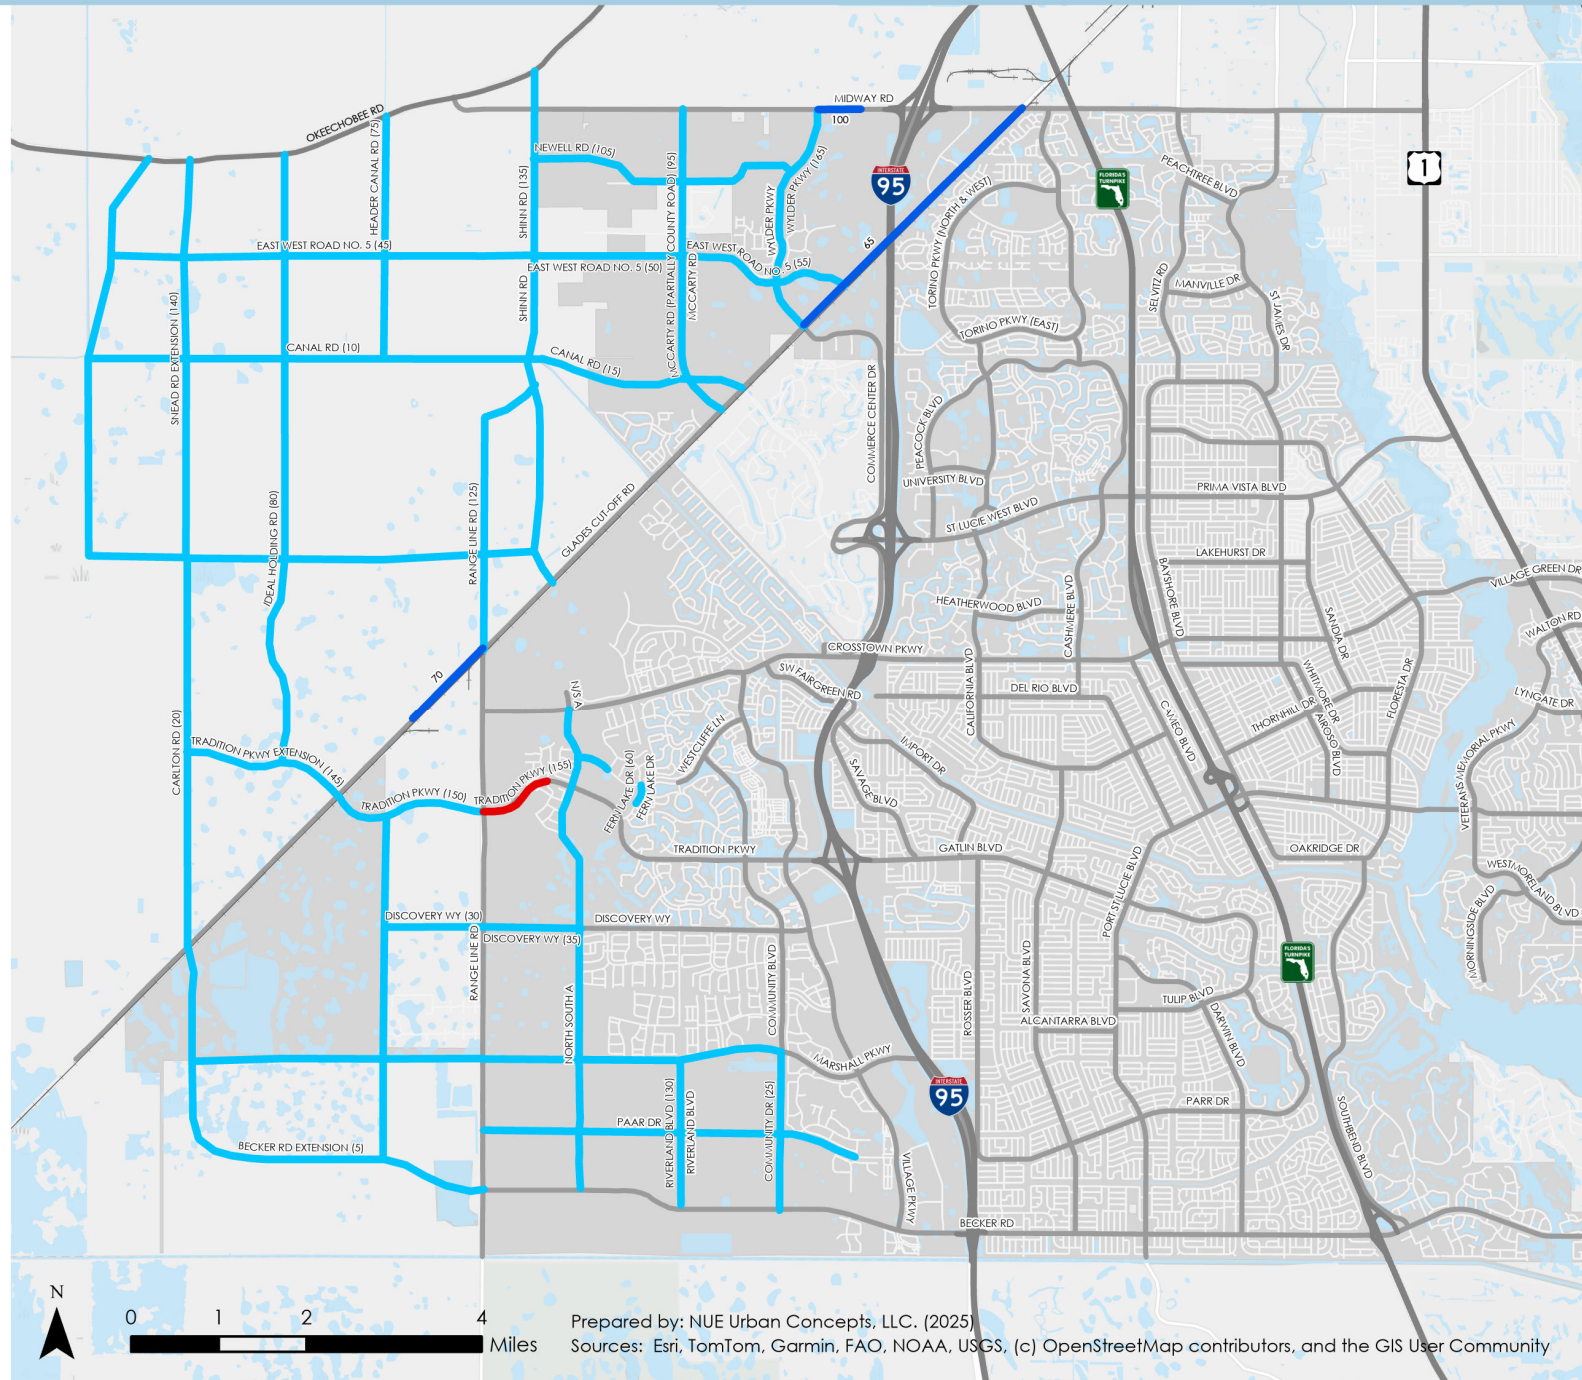 MIDWAY RD
100
OKEECHOBEE RD
HEADER CANAL RD (75)
NEWELL RD (105)
SHINN RD (135)
MCCARTY RD (PARTIALLY COUNTY ROAD) (95)
WYLDER PKWY
WYLDER PKWY (165)
INTERSTATE
95
FLORIDA'S
TURNPIKE
PEACHTREE BLVD
1
EAST WEST ROAD NO. 5 (45)
EAST WEST ROAD NO. 5 (50)
EAST WEST ROAD NO. 5 (55)
65
TORINO PKWY (NORTH & WEST)
SELVITZ RD
MANVILLE DR
ST JAMES DR
SNEAD RD EXTENSION (140)
SHINN RD
MCCARTY RD
TORINO PKWY (EAST)
CANAL RD (10)
CANAL RD (15)
COMMERCE CENTER DR
PEACOCK BLVD
UNIVERSITY BLVD
ST LUCIE WEST BLVD
PRIMA VISTA BLVD
IDEAL HOLDING RD (80)
RANGE LINE RD (125)
GLADES CUT-OFF RD
LAKEHURST DR
BAYSHORE BLVD
VILLAGE GREEN DR
HEATHERWOOD BLVD
CASHMERE BLVD
SANDIA DR
WALTON RD
CROSSTOWN PKWY
SW FAIRGREEN RD
CALIFORNIA BLVD
DEL RIO BLVD
WHITMORE DR
FLORESTA DR
LYNGATE DR
70
N/S A
WESTCLIFFE LN
CAMEO BLVD
THORNHILL DR
AIROSO BLVD
VETERANS MEMORIAL PKWY
CARLTON RD (20)
TRADITION PKWY EXTENSION (145)
TRADITION PKWY (150)
TRADITION PKWY (155)
FERN LAKE DR (60)
FERN LAKE DR
IMPORT DR
SAVAGE BLVD
TRADITION PKWY
GATLIN BLVD
OAKRIDGE DR
PORT ST LUCIE BLVD
WESTMORELAND BLVD
MORNINGSIDE BLVD
DISCOVERY WY (30)
DISCOVERY WY (35)
DISCOVERY WY
RANGE LINE RD
COMMUNITY BLVD
ROSSER BLVD
SAVONA BLVD
FLORIDA'S
TURNPIKE
TULIP BLVD
ALCANTARRA BLVD
DARWIN BLVD
NORTH SOUTH A
MARSHALL PKWY
INTERSTATE
95
PAAR DR
PARR DR
RIVERLAND BLVD (130)
RIVERLAND BLVD
COMMUNITY DR (25)
BECKER RD EXTENSION (5)
VILLAGE PKWY
SOUTHBEND BLVD
BECKER RD
N
0 1 2 4
Miles
Prepared by: NUE Urban Concepts, LLC. (2025)
Sources: Esri, TomTom, Garmin, FAO, NOAA, USGS, (c) OpenStreetMap contributors, and the GIS User Community